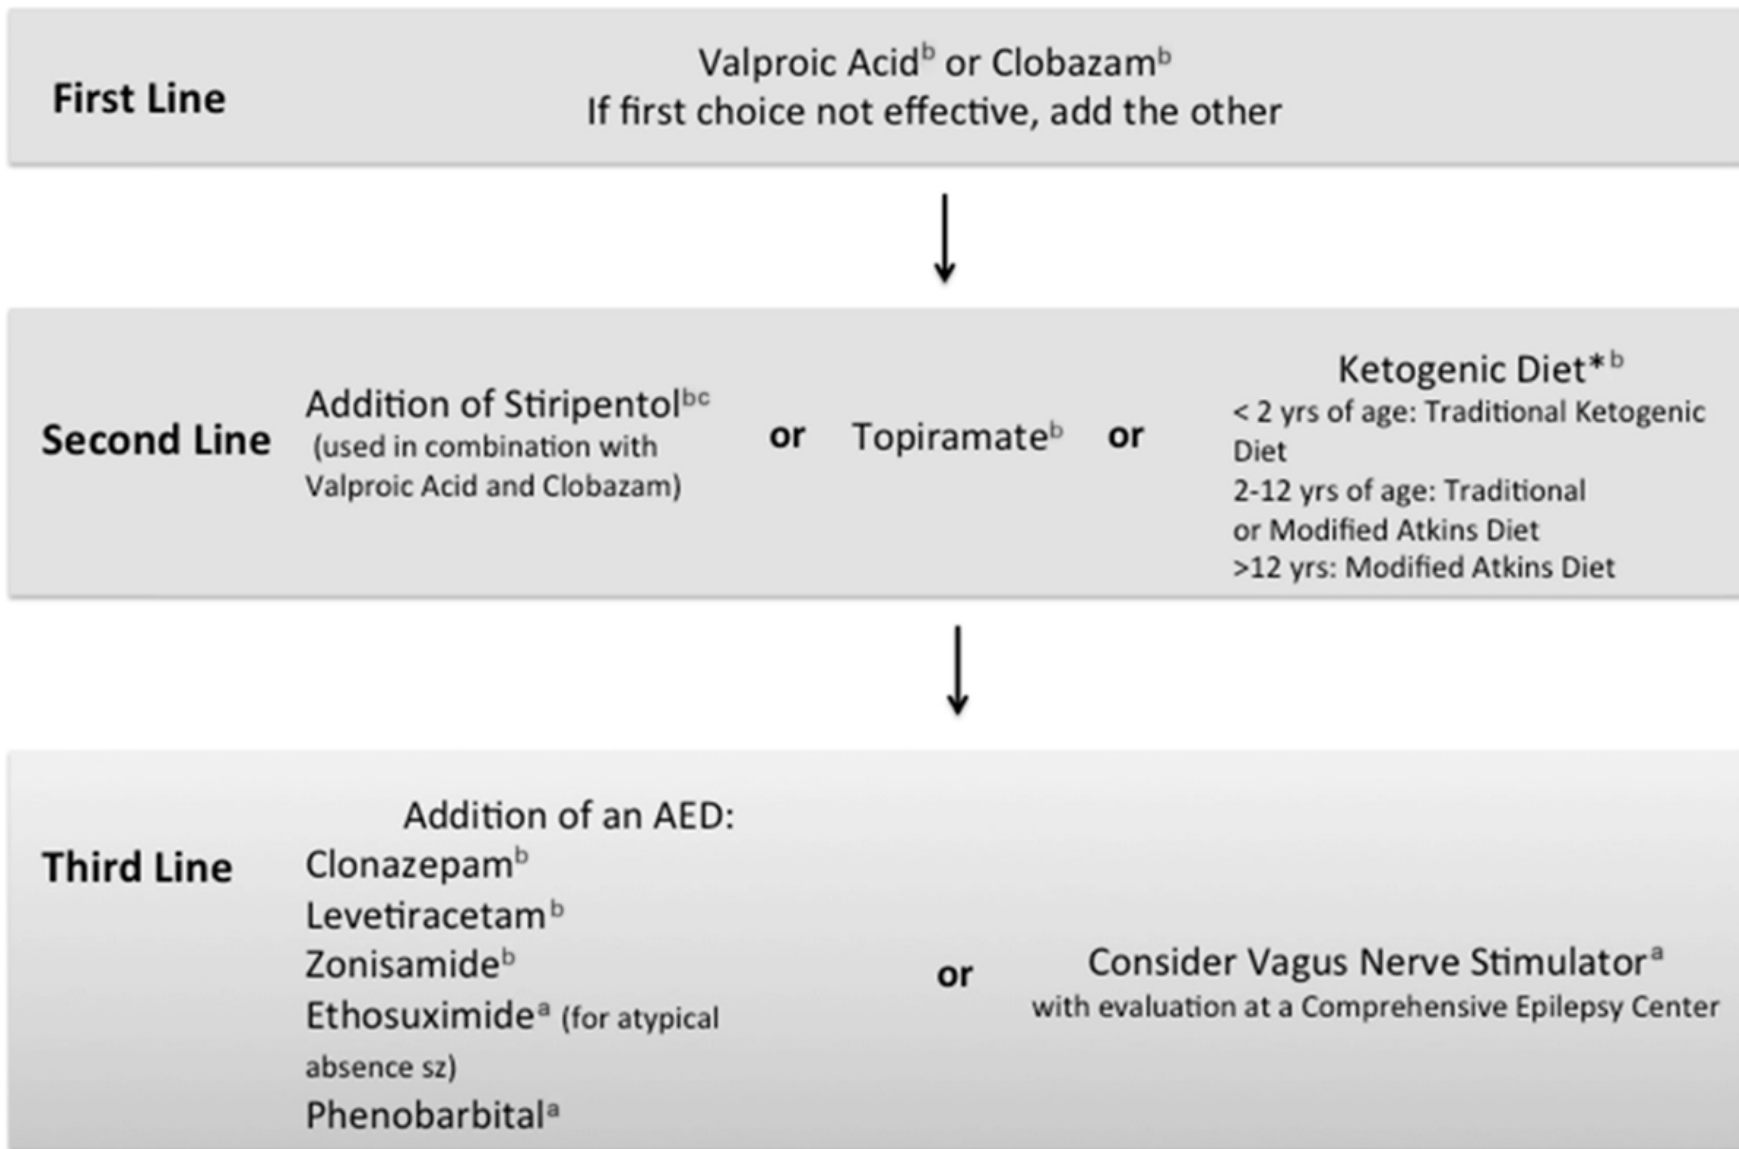 First Line
Valproic Acidᵇ or Clobazamᵇ
If first choice not effective, add the other
Second Line
Addition of Stiripentolᵇᶜ
(used in combination with
Valproic Acid and Clobazam)
or
Topiramateᵇ
or
Ketogenic Diet*ᵇ
< 2 yrs of age: Traditional Ketogenic
Diet
2-12 yrs of age: Traditional
or Modified Atkins Diet
>12 yrs: Modified Atkins Diet
Third Line
Addition of an AED:
Clonazepamᵇ
Levetiracetamᵇ
Zonisamideᵇ
Ethosuximideᵃ (for atypical
absence sz)
Phenobarbitalᵃ
or
Consider Vagus Nerve Stimulatorᵃ
with evaluation at a Comprehensive Epilepsy Center